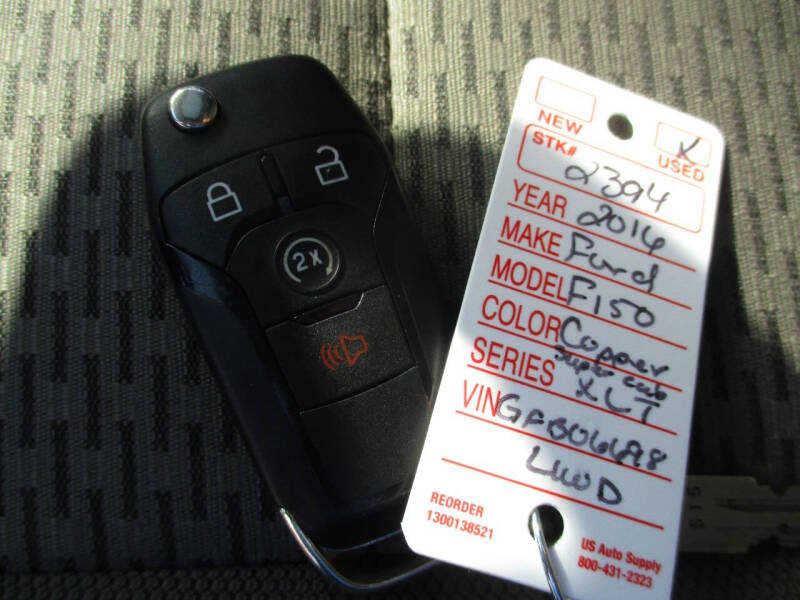 2X
NEW
X USED
STK# 2394
YEAR 2016
MAKE Ford
MODEL F150
COLOR Copper
super cab
SERIES XLT
VIN GFB06698
4WD
REORDER
1300138521
US Auto Supply
800-431-2323
515